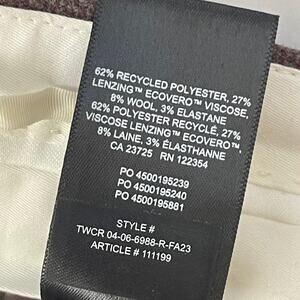 62% RECYCLED POLYESTER, 27%
LENZING™ ECOVERO™ VISCOSE,
8% WOOL, 3% ELASTANE
62% POLYESTER RECYCLÉ, 27%
VISCOSE LENZING™ ECOVERO™,
8% LAINE, 3% ÉLASTHANNE
CA 23725 RN 122354
PO 4500195239
PO 4500195240
PO 4500195881
STYLE #
TWCR 04-06-6988-R-FA23
ARTICLE # 111199